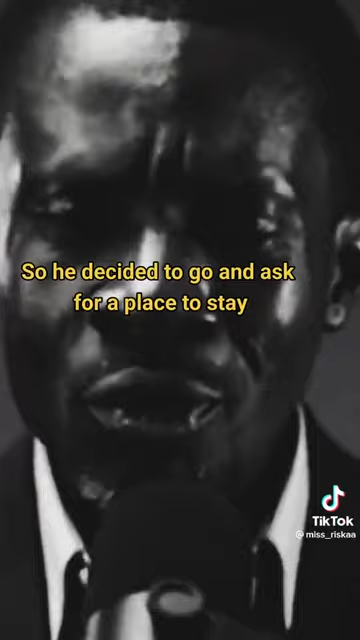 So he decided to go and ask
for a place to stay
TikTok
@ miss_riskaa